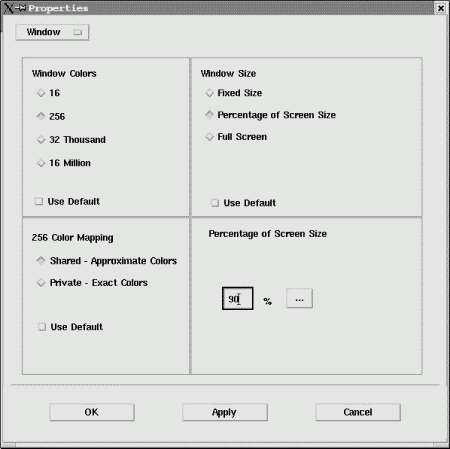 Properties
Window
Window Colors
16
256
32 Thousand
16 Million
Use Default
Window Size
Fixed Size
Percentage of Screen Size
Full Screen
Use Default
256 Color Mapping
Shared - Approximate Colors
Private - Exact Colors
Use Default
Percentage of Screen Size
90 % ...
OK Apply Cancel